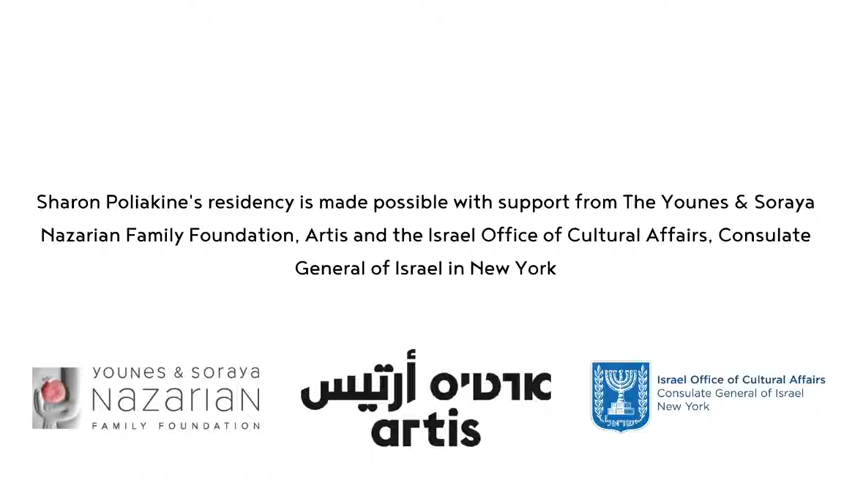 Sharon Poliakine's residency is made possible with support from The Younes & Soraya
Nazarian Family Foundation, Artis and the Israel Office of Cultural Affairs, Consulate
General of Israel in New York
YOUNES & SORAYA
NAZARIAN
FAMILY FOUNDATION
ארטיס أرتيس
artis
Israel Office of Cultural Affairs
Consulate General of Israel
New York
ישראל